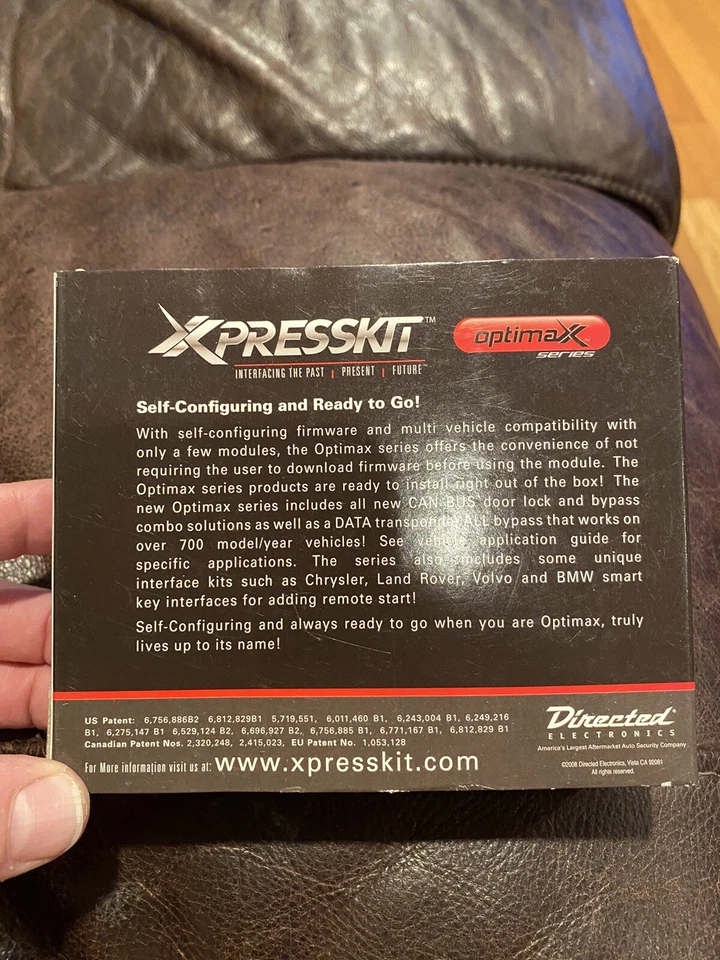 XPRESSKIT™
INTERFACING THE PAST | PRESENT | FUTURE™
optimaX
series
Self-Configuring and Ready to Go!
With self-configuring firmware and multi vehicle compatibility with
only a few modules, the Optimax series offers the convenience of not
requiring the user to download firmware before using the module. The
Optimax series products are ready to install right out of the box! The
new Optimax series includes all new CAN BUS door lock and bypass
combo solutions as well as a DATA transponder ALL bypass that works on
over 700 model/year vehicles! See vehicle application guide for
specific applications. The series also includes some unique
interface kits such as Chrysler, Land Rover, Volvo and BMW smart
key interfaces for adding remote start!
Self-Configuring and always ready to go when you are Optimax, truly
lives up to its name!
US Patent: 6,756,886B2 6,812,829B1 5,719,551, 6,011,460 B1, 6,243,004 B1, 6,249,216
B1, 6,275,147 B1 6,529,124 B2, 6,696,927 B2, 6,756,885 B1, 6,771,167 B1, 6,812,829 B1
Canadian Patent Nos. 2,320,248, 2,415,023, EU Patent No. 1,053,128
For More information visit us at: www.xpresskit.com
Directed®
ELECTRONICS
America's Largest Aftermarket Auto Security Company
©2008 Directed Electronics, Vista CA 92081
All rights reserved.